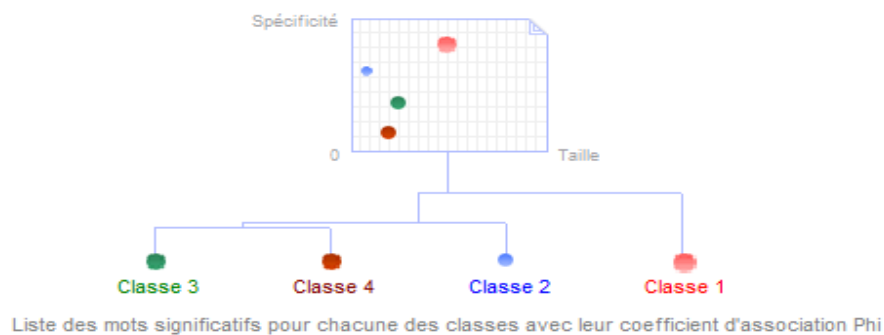 Spécificité
0 Taille
Classe 3 Classe 4 Classe 2 Classe 1
Liste des mots significatifs pour chacune des classes avec leur coefficient d'association Phi